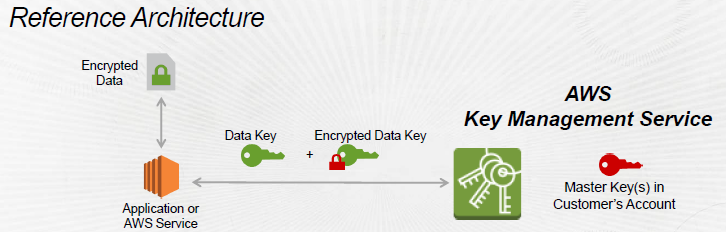 Reference Architecture
Encrypted
Data
AWS
Key Management Service
Data Key
+
Encrypted Data Key
Application or
AWS Service
Master Key(s) in
Customer's Account